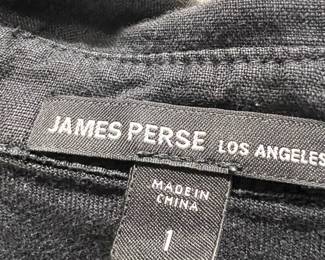 JAMES PERSE LOS ANGELES
MADE IN
CHINA
1